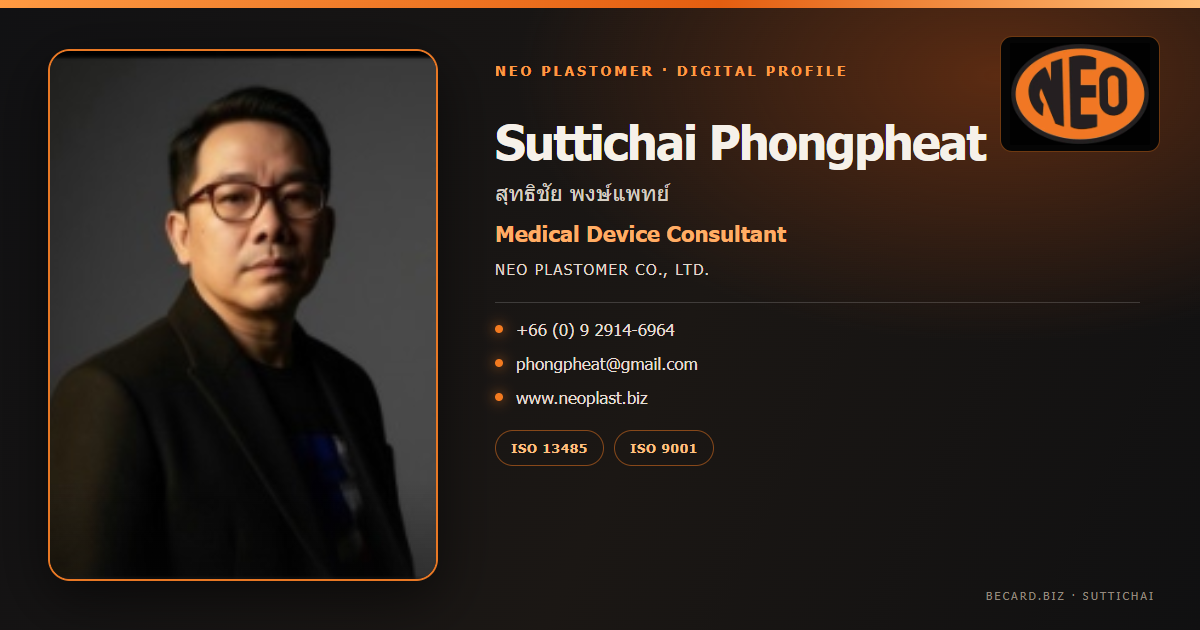 NEO PLASTOMER · DIGITAL PROFILE
NEO
Suttichai Phongpheat
สุทธิชัย พงษ์แพทย์
Medical Device Consultant
NEO PLASTOMER CO., LTD.
+66 (0) 9 2914-6964
phongpheat@gmail.com
www.neoplast.biz
ISO 13485
ISO 9001
BECARD.BIZ · SUTTICHAI